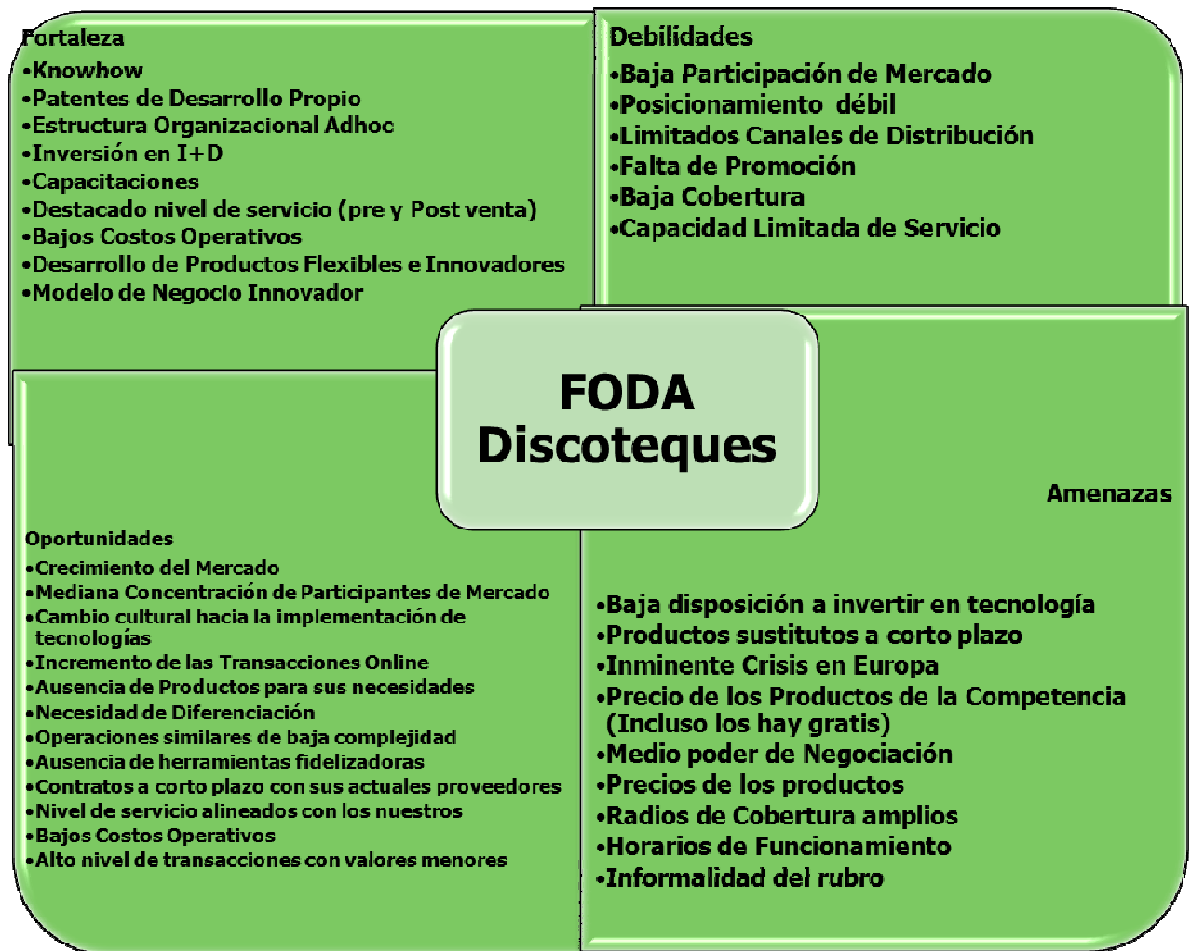 Fortaleza
•Knowhow
•Patentes de Desarrollo Propio
•Estructura Organizacional Adhoc
•Inversión en I+D
•Capacitaciones
•Destacado nivel de servicio (pre y Post venta)
•Bajos Costos Operativos
•Desarrollo de Productos Flexibles e Innovadores
•Modelo de Negocio Innovador
Debilidades
•Baja Participación de Mercado
•Posicionamiento débil
•Limitados Canales de Distribución
•Falta de Promoción
•Baja Cobertura
•Capacidad Limitada de Servicio
FODA
Discoteques
Oportunidades
•Crecimiento del Mercado
•Mediana Concentración de Participantes de Mercado
•Cambio cultural hacia la implementación de
tecnologías
•Incremento de las Transacciones Online
•Ausencia de Productos para sus necesidades
•Necesidad de Diferenciación
•Operaciones similares de baja complejidad
•Ausencia de herramientas fidelizadoras
•Contratos a corto plazo con sus actuales proveedores
•Nivel de servicio alineados con los nuestros
•Bajos Costos Operativos
•Alto nivel de transacciones con valores menores
Amenazas
•Baja disposición a invertir en tecnología
•Productos sustitutos a corto plazo
•Inminente Crisis en Europa
•Precio de los Productos de la Competencia
(Incluso los hay gratis)
•Medio poder de Negociación
•Precios de los productos
•Radios de Cobertura amplios
•Horarios de Funcionamiento
•Informalidad del rubro